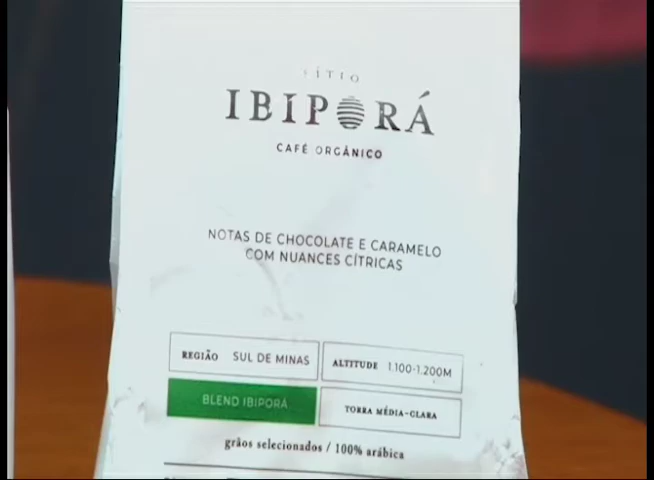 SÍTIO
IBIPORÁ
CAFÉ ORGÂNICO
NOTAS DE CHOCOLATE E CARAMELO
COM NUANCES CÍTRICAS
REGIÃO SUL DE MINAS
ALTITUDE 1.100-1.200M
BLEND IBIPORÁ
TORRA MÉDIA-CLARA
grãos selecionados / 100% arábica